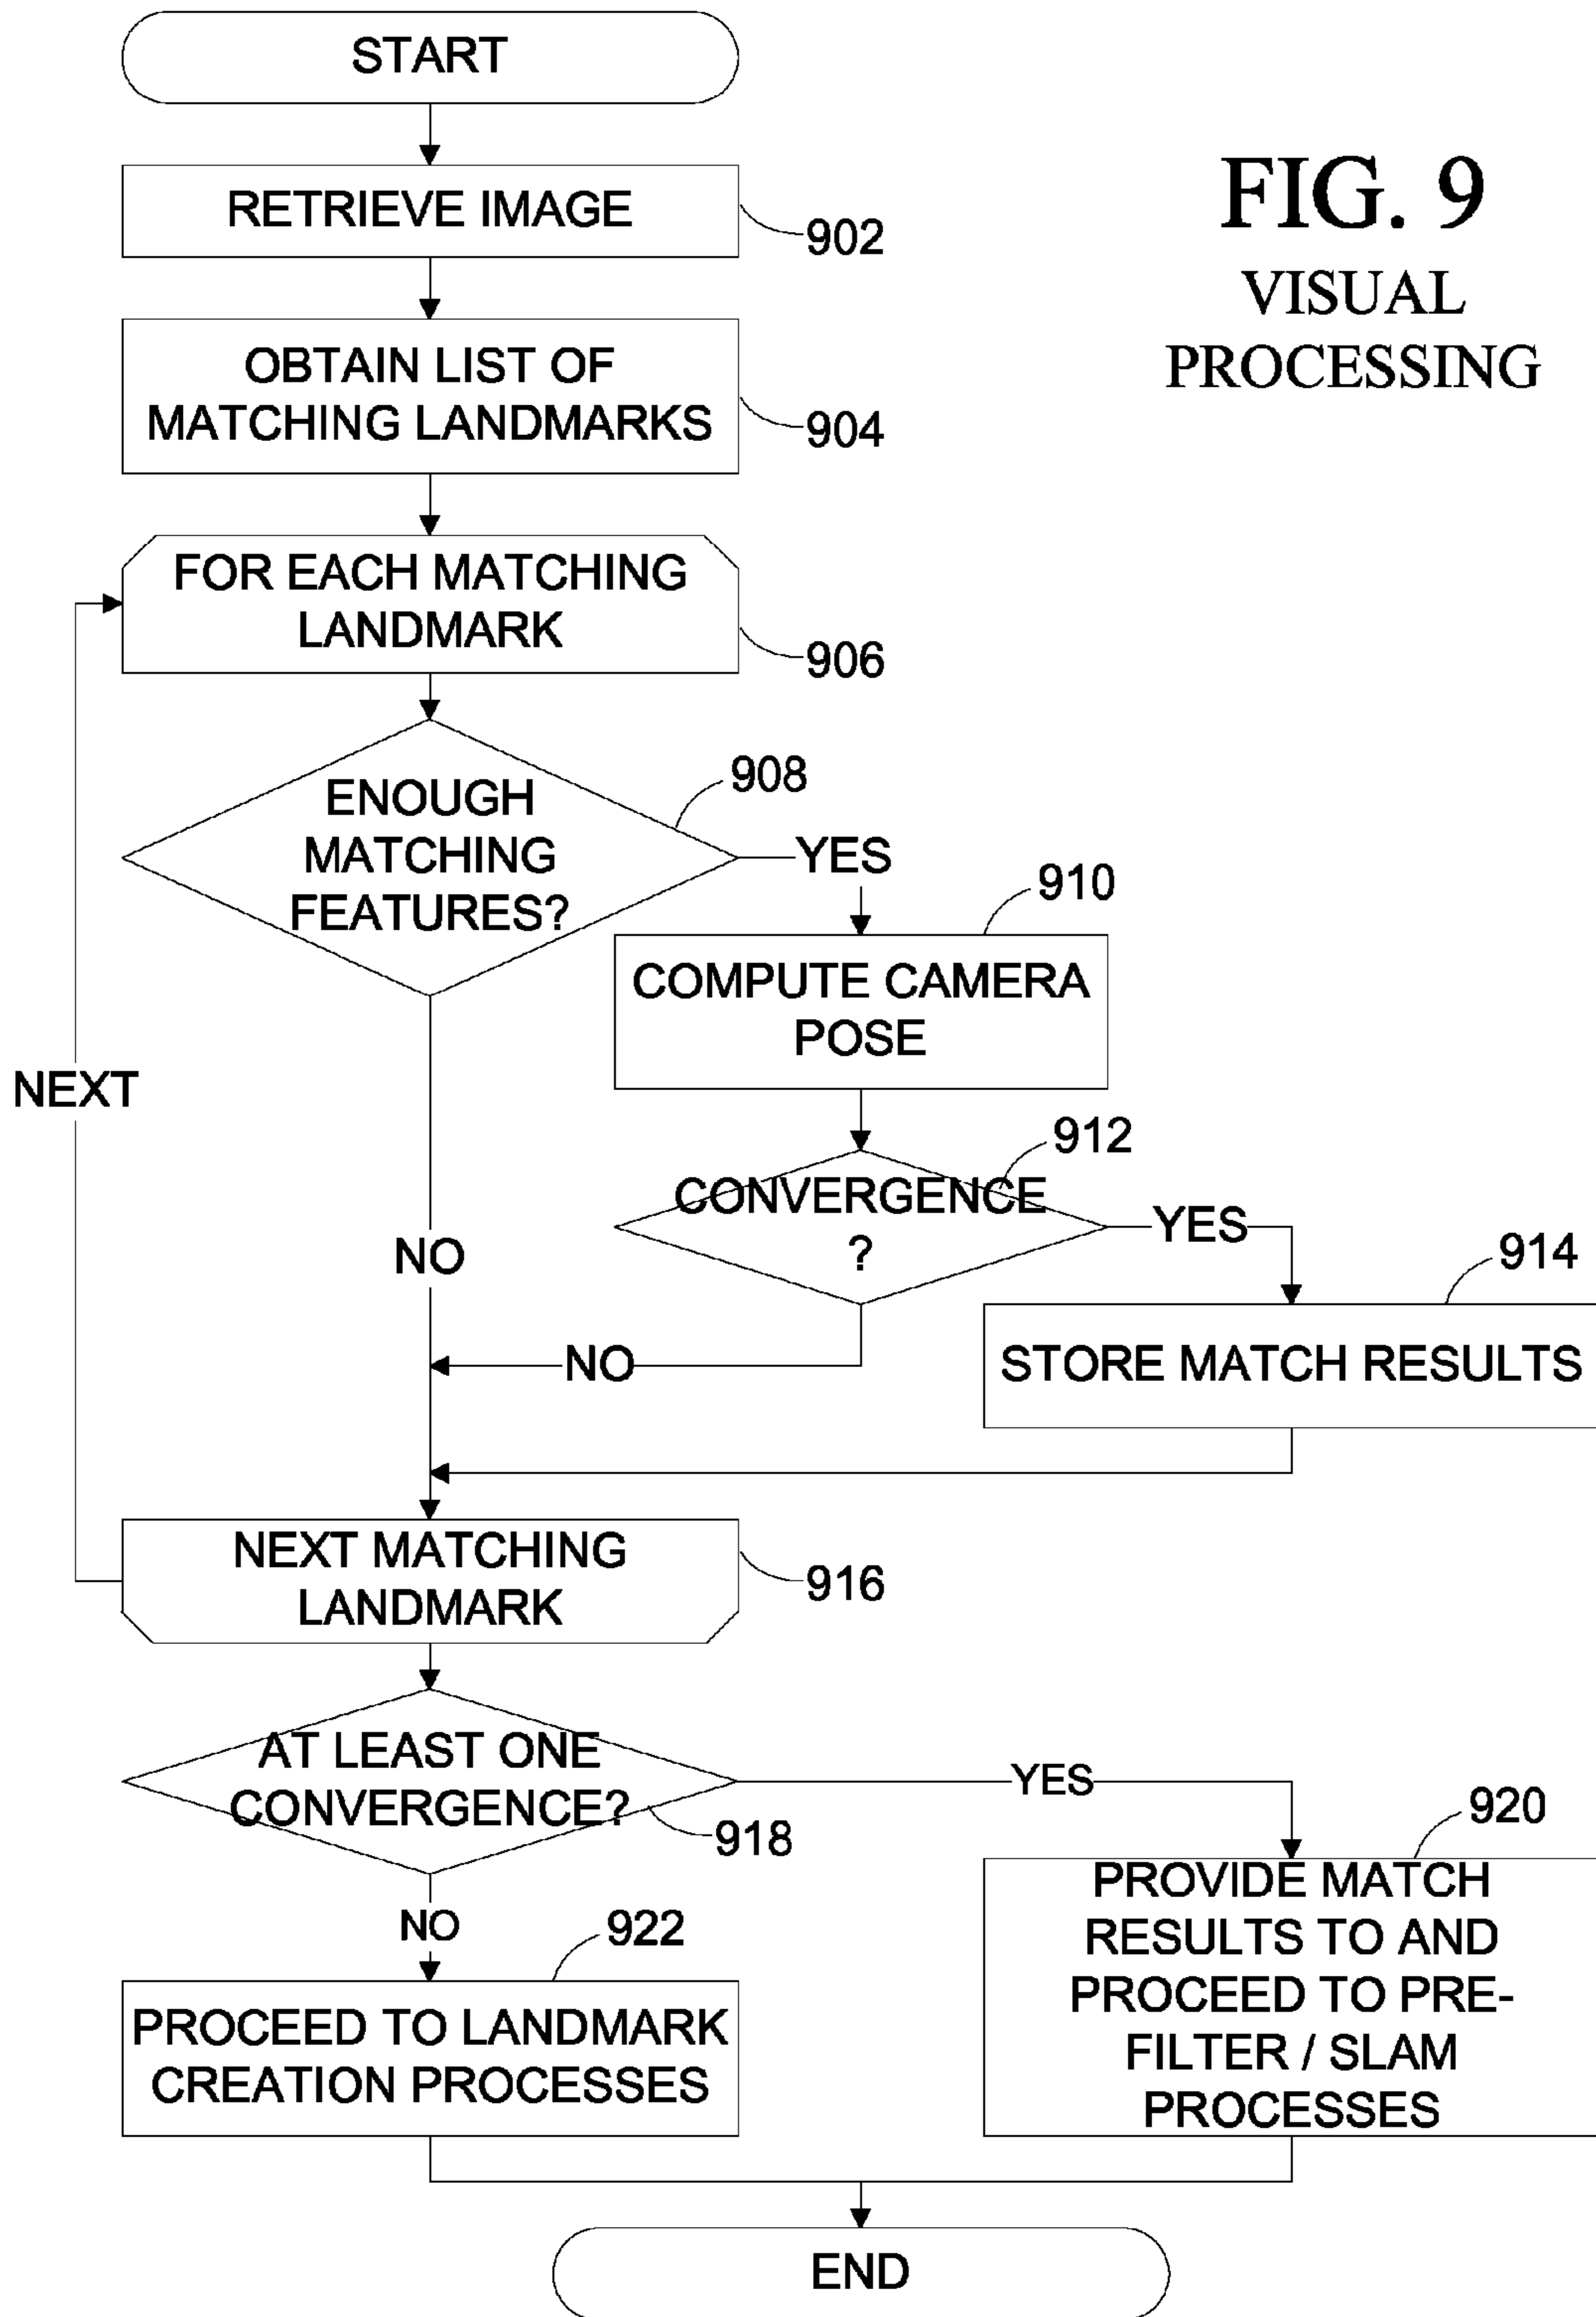 START
FIG. 9
VISUAL
PROCESSING
RETRIEVE IMAGE
902
OBTAIN LIST OF
MATCHING LANDMARKS
904
FOR EACH MATCHING
LANDMARK
906
ENOUGH
MATCHING
FEATURES?
908
YES
910
COMPUTE CAMERA
POSE
NEXT
912
CONVERGENCE
?
YES
NO
914
STORE MATCH RESULTS
NO
NEXT MATCHING
LANDMARK
916
AT LEAST ONE
CONVERGENCE?
918
YES
920
PROVIDE MATCH
RESULTS TO AND
PROCEED TO PRE-
FILTER / SLAM
PROCESSES
NO
922
PROCEED TO LANDMARK
CREATION PROCESSES
END